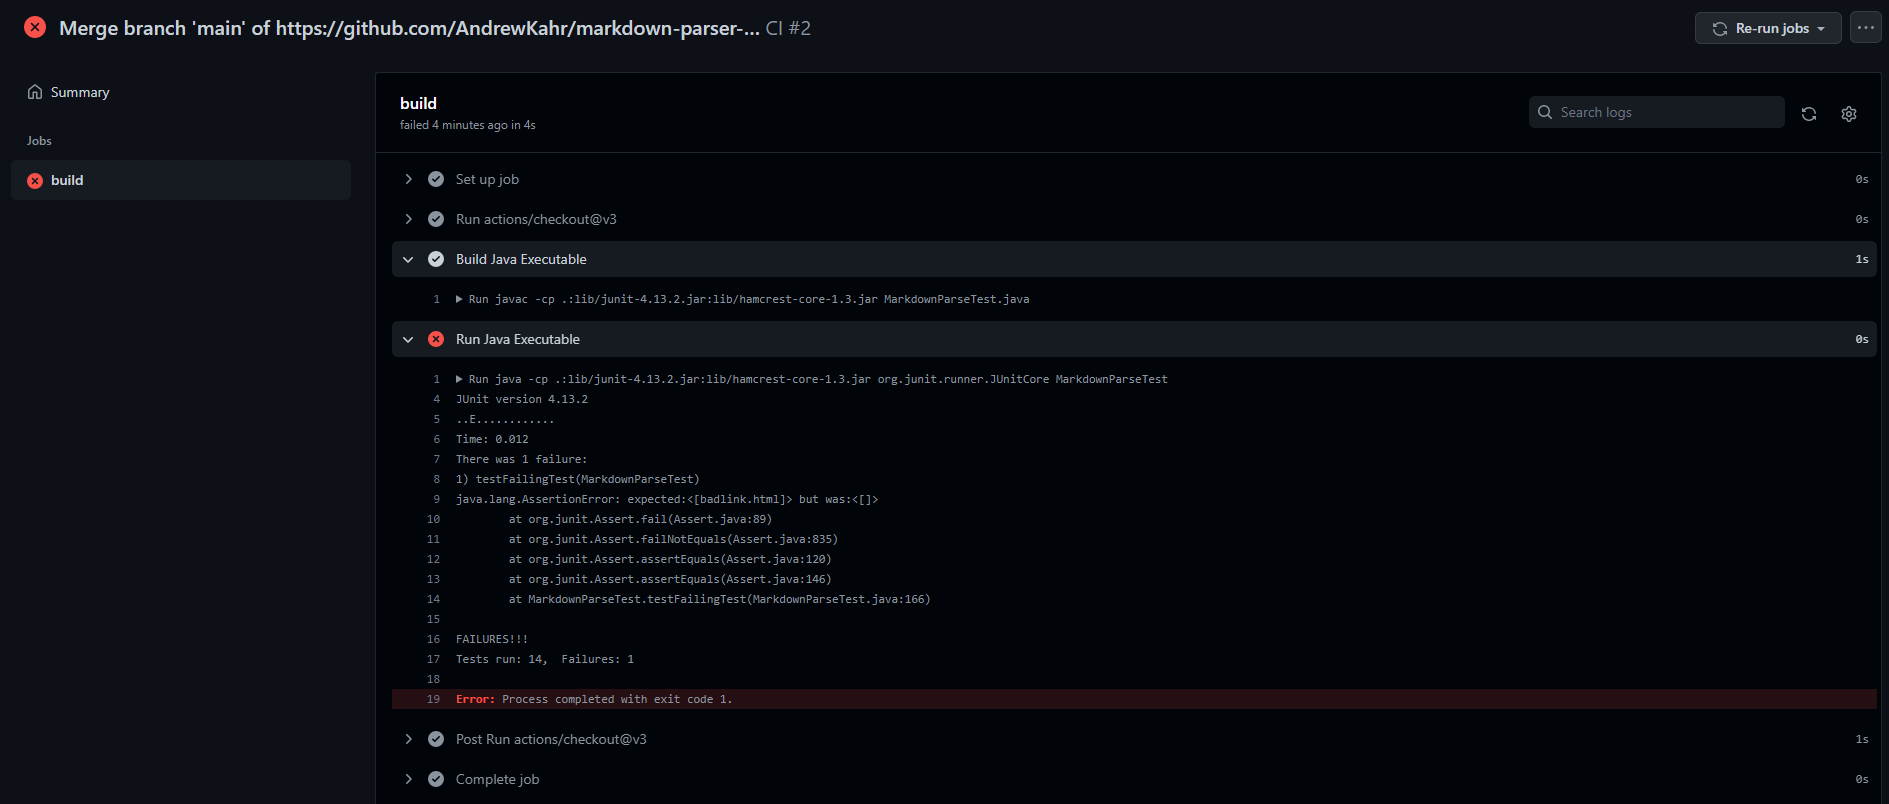 Merge branch 'main' of https://github.com/AndrewKahr/markdown-parser-... CI #2
Re-run jobs
Summary
Jobs
build
build
failed 4 minutes ago in 4s
Search logs
Set up job 0s
Run actions/checkout@v3 0s
Build Java Executable 1s
1 Run javac -cp .:lib/junit-4.13.2.jar:lib/hamcrest-core-1.3.jar MarkdownParseTest.java
Run Java Executable 0s
1 Run java -cp .:lib/junit-4.13.2.jar:lib/hamcrest-core-1.3.jar org.junit.runner.JUnitCore MarkdownParseTest
4 JUnit version 4.13.2
5 ..E............
6 Time: 0.012
7 There was 1 failure:
8 1) testFailingTest(MarkdownParseTest)
9 java.lang.AssertionError: expected:<[badlink.html]> but was:<[]>
10 at org.junit.Assert.fail(Assert.java:89)
11 at org.junit.Assert.failNotEquals(Assert.java:835)
12 at org.junit.Assert.assertEquals(Assert.java:120)
13 at org.junit.Assert.assertEquals(Assert.java:146)
14 at MarkdownParseTest.testFailingTest(MarkdownParseTest.java:166)
15
16 FAILURES!!!
17 Tests run: 14,  Failures: 1
18
19 Error: Process completed with exit code 1.
Post Run actions/checkout@v3 1s
Complete job 0s